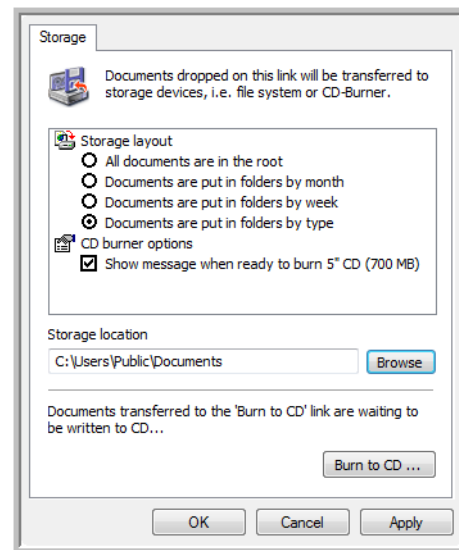 Storage
Documents dropped on this link will be transferred to
storage devices, i.e. file system or CD-Burner.
Storage layout
All documents are in the root
Documents are put in folders by month
Documents are put in folders by week
Documents are put in folders by type
CD burner options
Show message when ready to burn 5" CD (700 MB)
Storage location
C:\Users\Public\Documents
Browse
Documents transferred to the 'Burn to CD' link are waiting to
be written to CD...
Burn to CD ...
OK Cancel Apply